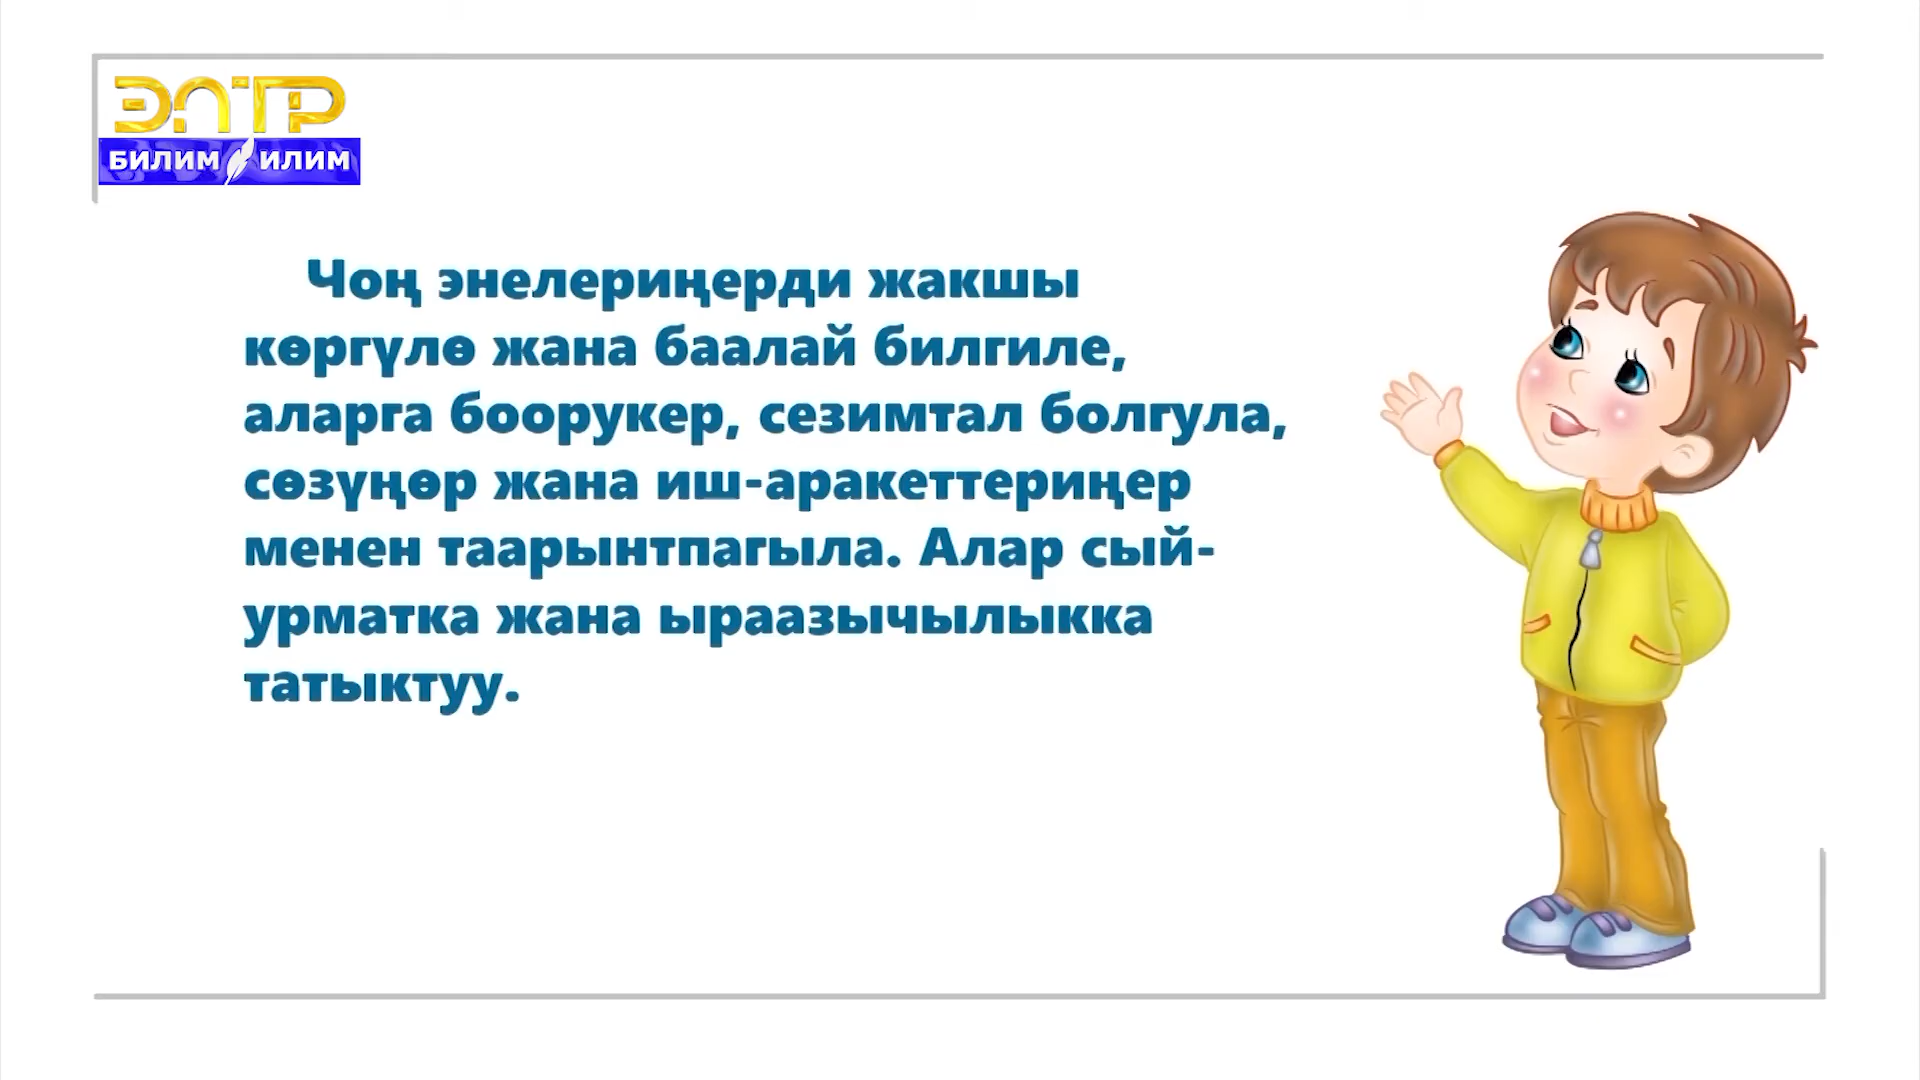 ЭЛТР
БИЛИМ ИЛИМ
Чоң энелериңерди жакшы
көргүлө жана баалай билгиле,
аларга боорукер, сезимтал болгула,
сөзүңөр жана иш-аракеттериңер
менен таарынтпагыла. Алар сый-
урматка жана ыраазычылыкка
татыктуу.